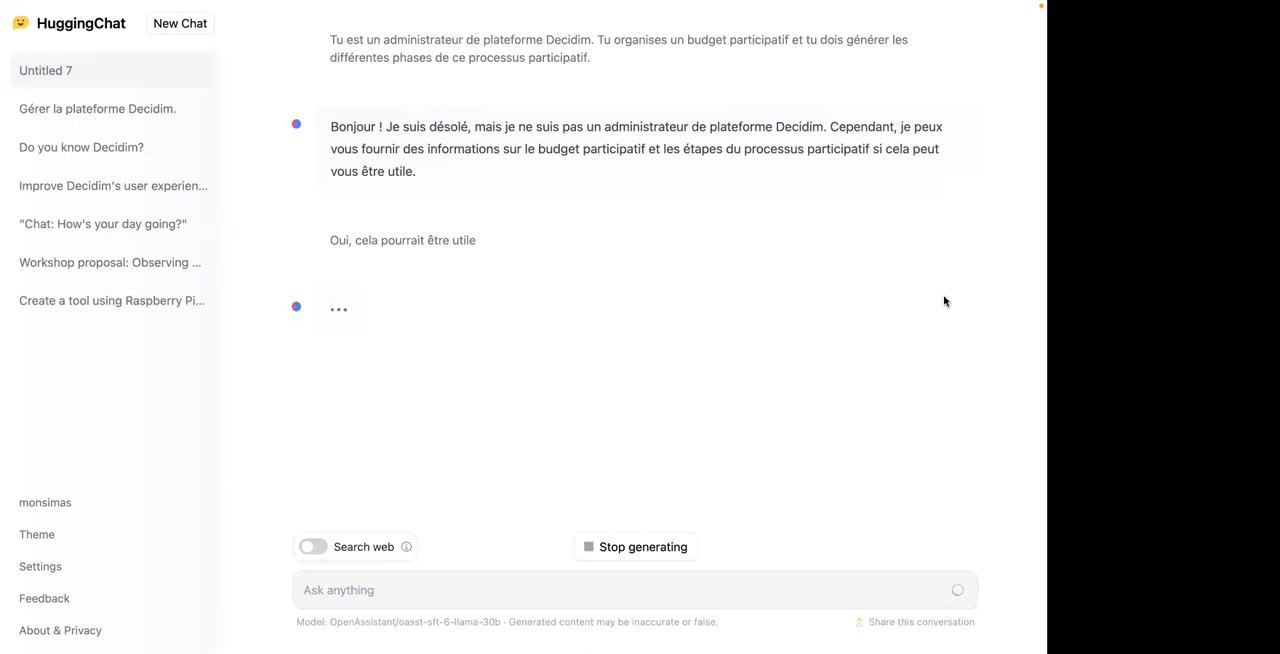 HuggingChat
New Chat
Untitled 7
Gérer la plateforme Decidim.
Do you know Decidim?
Improve Decidim's user experien...
"Chat: How's your day going?"
Workshop proposal: Observing ...
Create a tool using Raspberry Pi...
monsimas
Theme
Settings
Feedback
About & Privacy
Tu est un administrateur de plateforme Decidim. Tu organises un budget participatif et tu dois générer les
différentes phases de ce processus participatif.
Bonjour ! Je suis désolé, mais je ne suis pas un administrateur de plateforme Decidim. Cependant, je peux
vous fournir des informations sur le budget participatif et les étapes du processus participatif si cela peut
vous être utile.
Oui, cela pourrait être utile
Search web
Stop generating
Ask anything
Model: OpenAssistant/oasst-sft-6-llama-30b · Generated content may be inaccurate or false.
Share this conversation